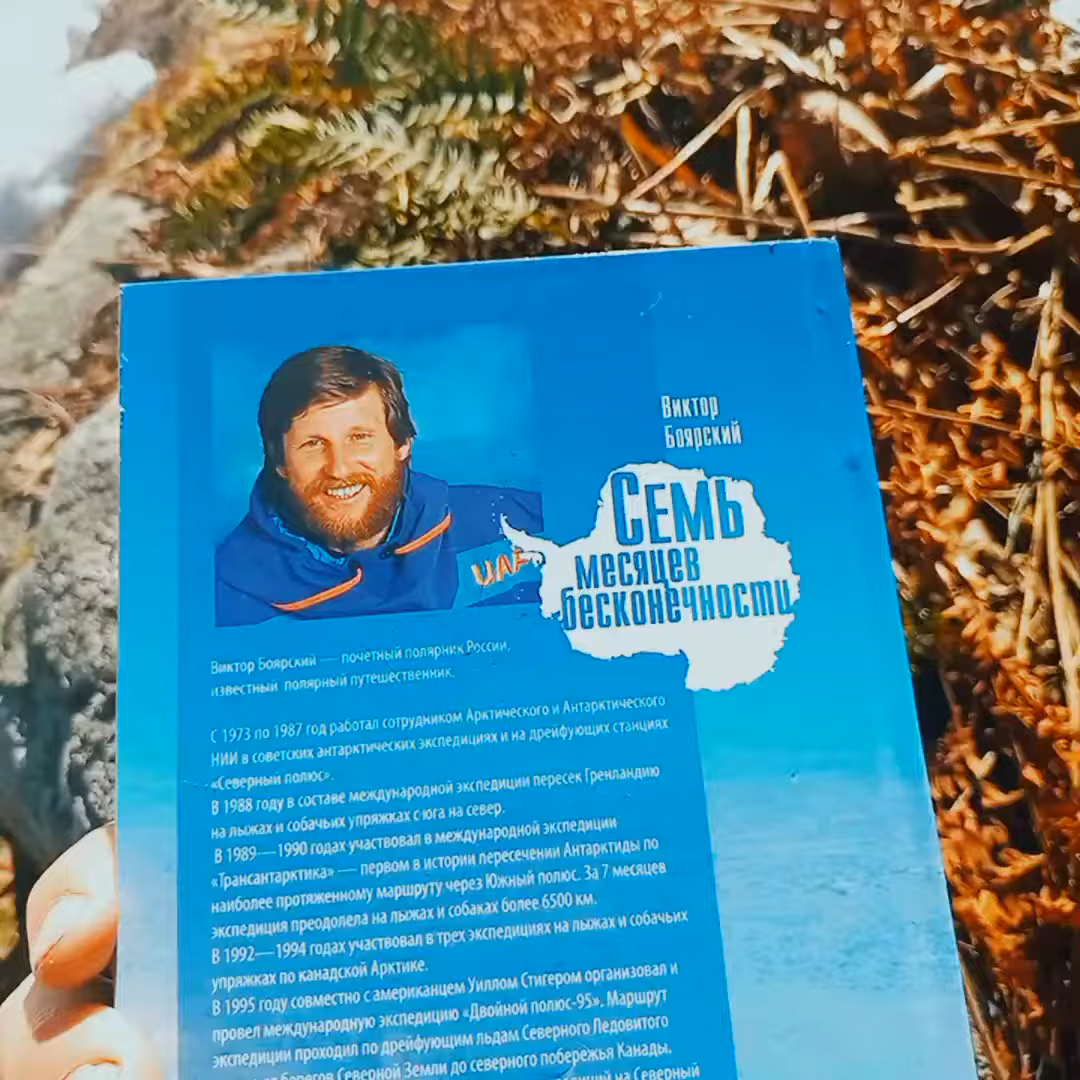 Виктор
Боярский
Семь
месяцев
бесконечности
UAP
Виктор Боярский — почетный полярник России,
известный полярный путешественник.
С 1973 по 1987 год работал сотрудником Арктического и Антарктического
НИИ в советских антарктических экспедициях и на дрейфующих станциях
«Северный полюс».
В 1988 году в составе международной экспедиции пересек Гренландию
на лыжах и собачьих упряжках с юга на север.
В 1989—1990 годах участвовал в международной экспедиции
«Трансантарктика» — первом в истории пересечении Антарктиды по
наиболее протяженному маршруту через Южный полюс. За 7 месяцев
экспедиция преодолела на лыжах и собаках более 6500 км.
В 1992—1994 годах участвовал в трех экспедициях на лыжах и собачьих
упряжках по канадской Арктике.
В 1995 году совместно с американцем Уиллом Стигером организовал и
провел международную экспедицию «Двойной полюс-95». Маршрут
экспедиции проходил по дрейфующим льдам Северного Ледовитого
берегов Северной Земли до северного побережья Канады.
на Северный